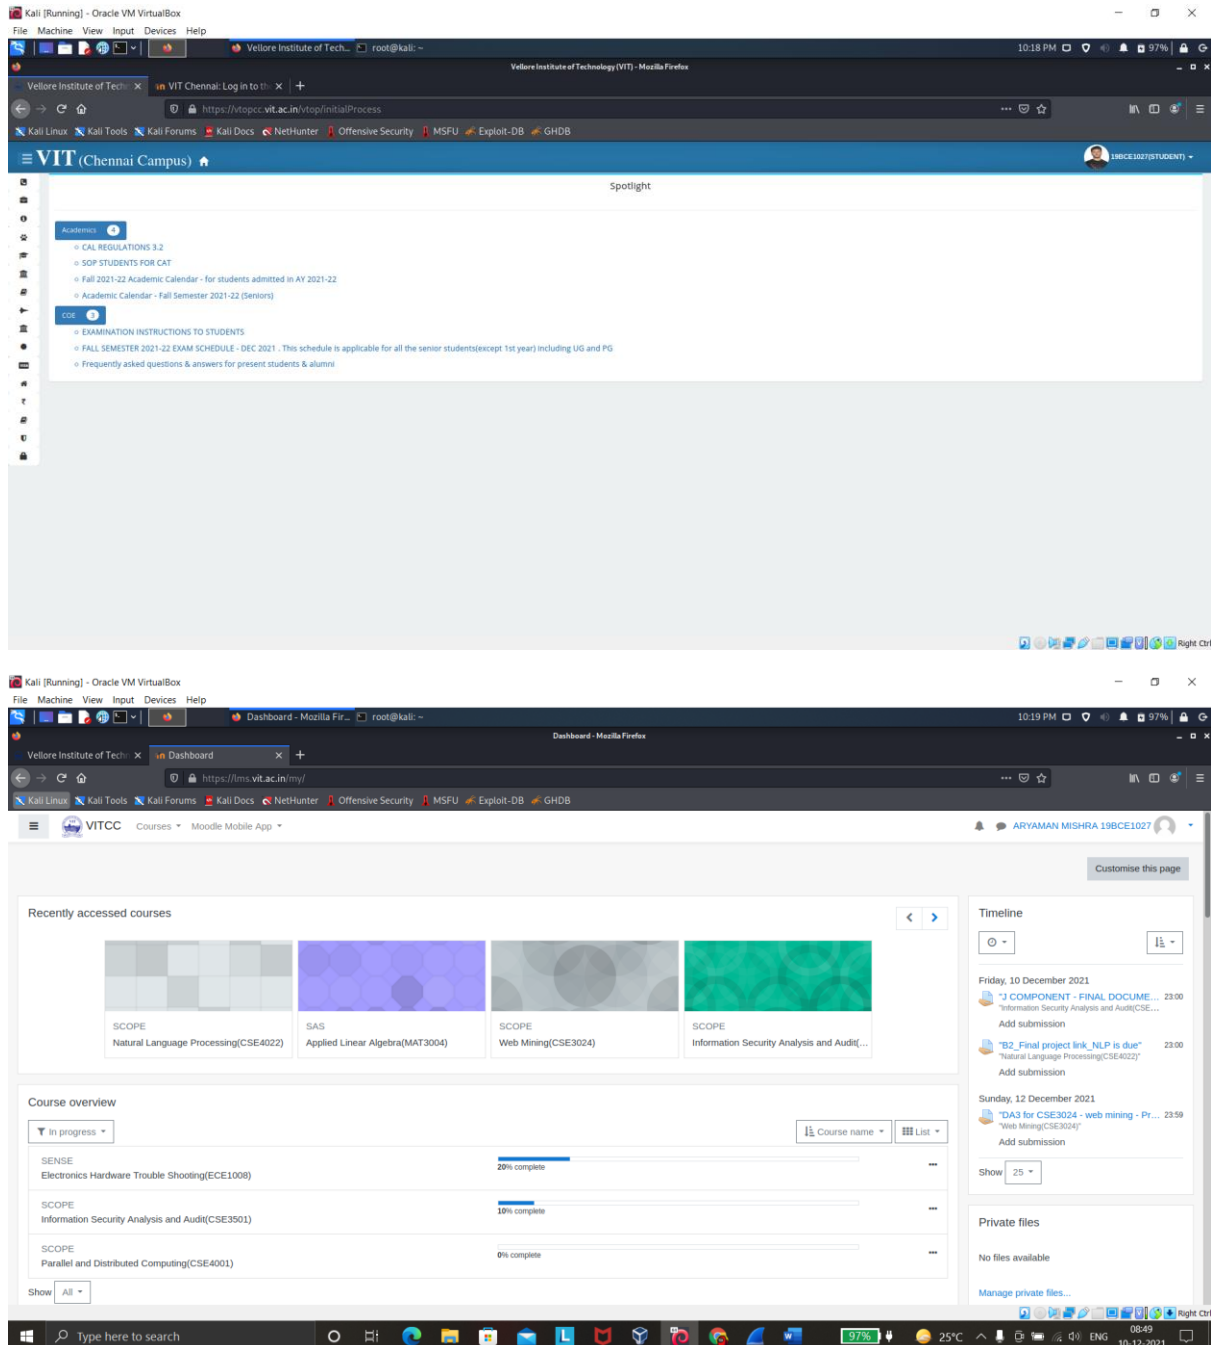 Kali [Running] - Oracle VM VirtualBox
File Machine View Input Devices Help
Vellore Institute of Tech... root@kali: ~ 10:18 PM 97%
Vellore Institute of Technology (VIT) - Mozilla Firefox
Vellore Institute of Techn VIT Chennai: Log in to th
https://vtopcc.vit.ac.in/vtop/initialProcess
Kali Linux Kali Tools Kali Forums Kali Docs NetHunter Offensive Security MSFU Exploit-DB GHDB
VIT (Chennai Campus) 19BCE1027(STUDENT)
Spotlight
Academics 4
CAL REGULATIONS 3.2
SOP STUDENTS FOR CAT
Fall 2021-22 Academic Calendar - for students admitted in AY 2021-22
Academic Calendar - Fall Semester 2021-22 (Seniors)
COE 3
EXAMINATION INSTRUCTIONS TO STUDENTS
FALL SEMESTER 2021-22 EXAM SCHEDULE - DEC 2021 . This schedule is applicable for all the senior students(except 1st year) including UG and PG
Frequently asked questions & answers for present students & alumni
Right Ctrl
Kali [Running] - Oracle VM VirtualBox
File Machine View Input Devices Help
Dashboard - Mozilla Fir... root@kali: ~ 10:19 PM 97%
Dashboard - Mozilla Firefox
Vellore Institute of Techn Dashboard
https://lms.vit.ac.in/my/
Kali Linux Kali Tools Kali Forums Kali Docs NetHunter Offensive Security MSFU Exploit-DB GHDB
VITCC Courses Moodle Mobile App ARYAMAN MISHRA 19BCE1027
Customise this page
Recently accessed courses
SCOPE
Natural Language Processing(CSE4022)
SAS
Applied Linear Algebra(MAT3004)
SCOPE
Web Mining(CSE3024)
SCOPE
Information Security Analysis and Audit(...
Timeline
Friday, 10 December 2021
"J COMPONENT - FINAL DOCUME... 23:00
"Information Security Analysis and Audit(CSE...
Add submission
"B2_Final project link_NLP is due" 23:00
"Natural Language Processing(CSE4022)"
Add submission
Sunday, 12 December 2021
"DA3 for CSE3024 - web mining - Pr... 23:59
"Web Mining(CSE3024)"
Add submission
Show 25
Course overview
In progress Course name List
SENSE
Electronics Hardware Trouble Shooting(ECE1008)
20% complete
SCOPE
Information Security Analysis and Audit(CSE3501)
10% complete
SCOPE
Parallel and Distributed Computing(CSE4001)
0% complete
Show All
Private files
No files available
Manage private files...
Right Ctrl
Type here to search 97% 25°C ENG 08:49
10-12-2021